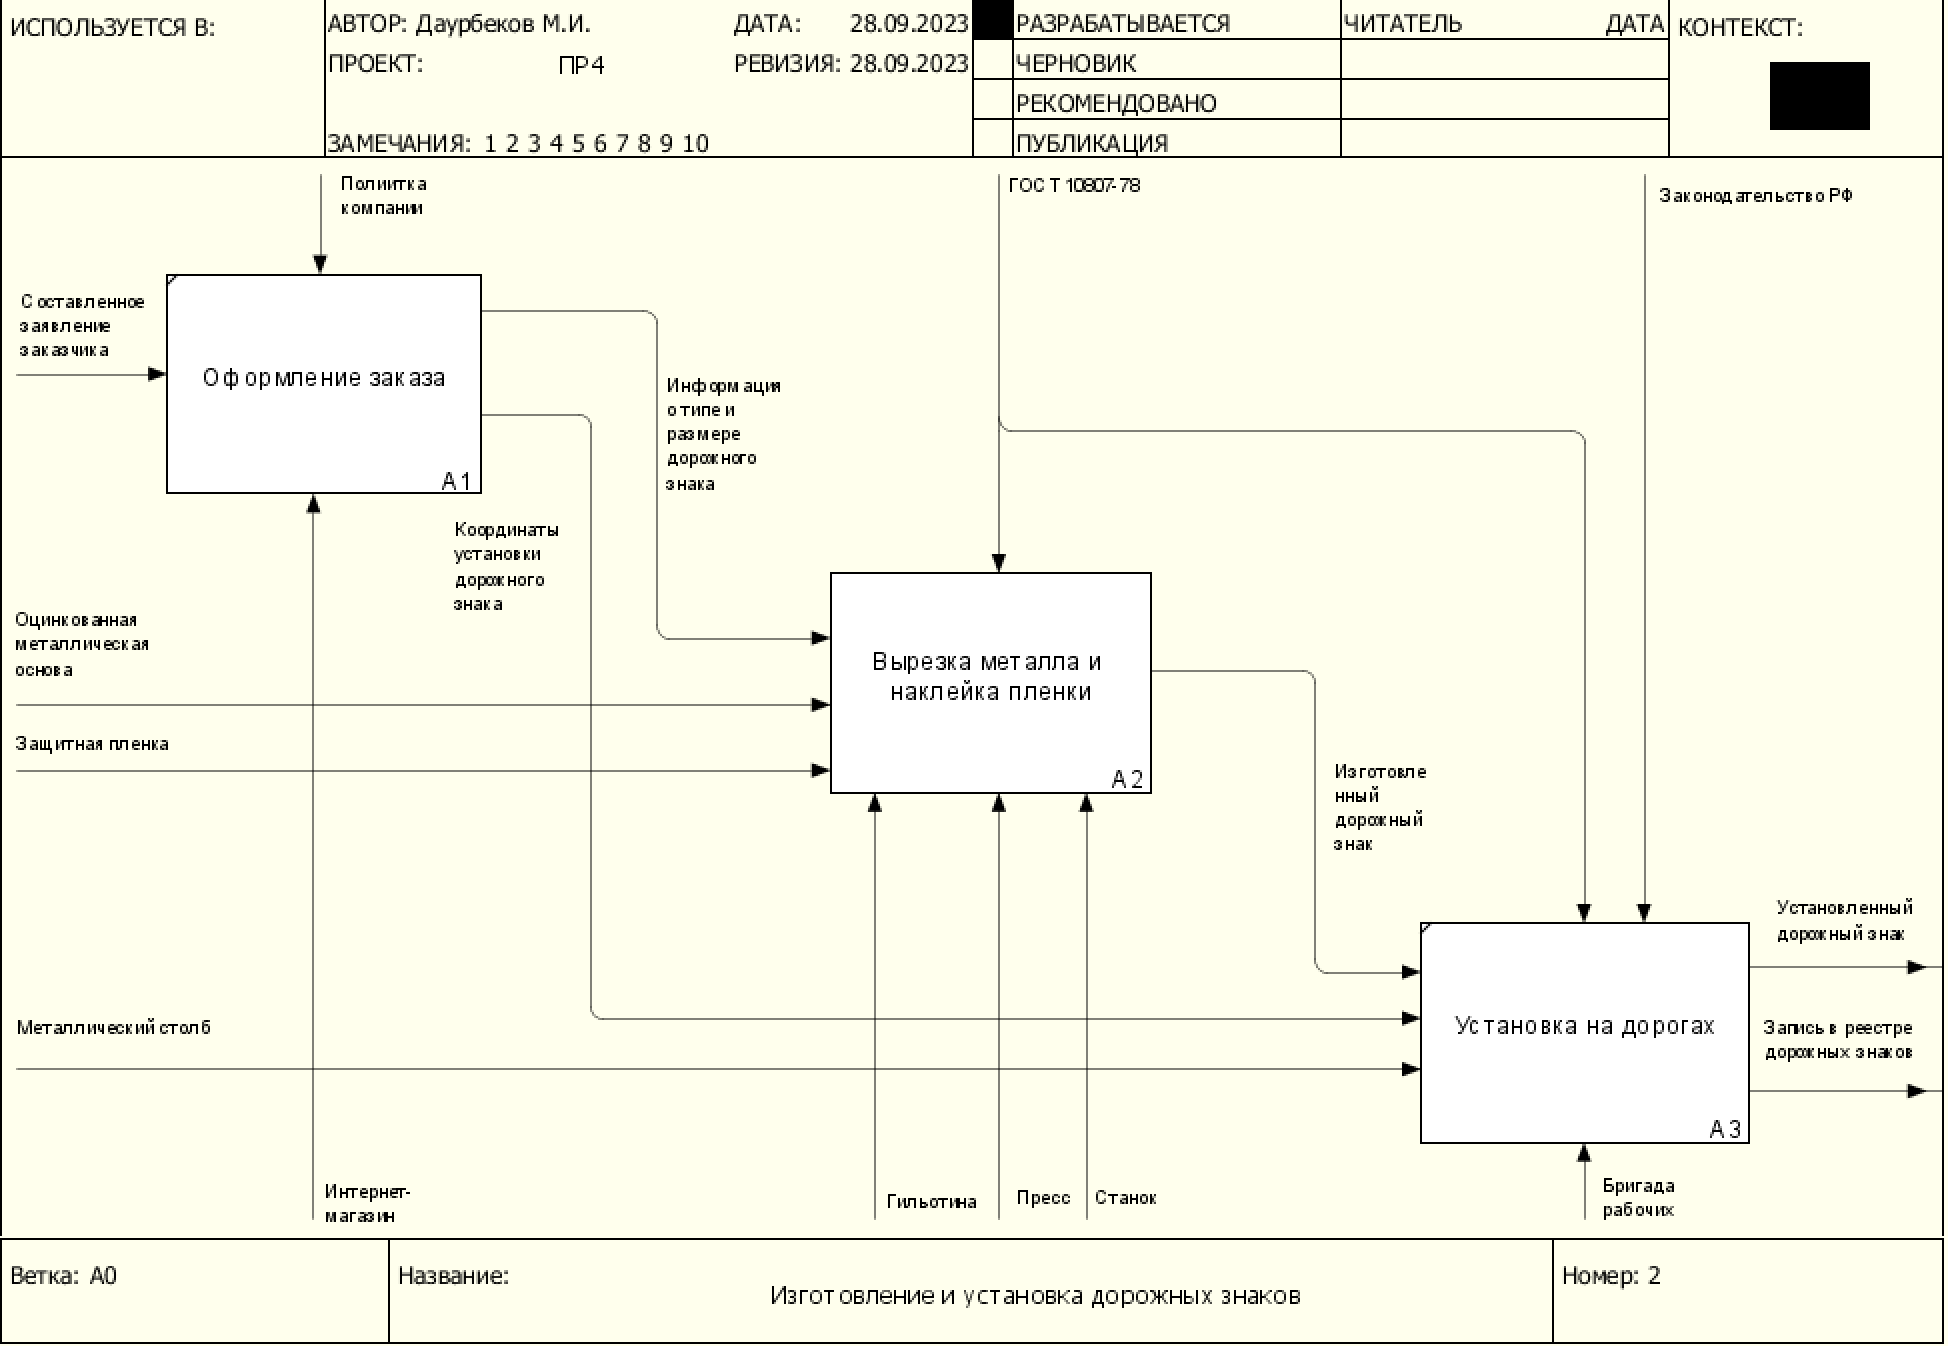 ИСПОЛЬЗУЕТСЯ В:
АВТОР: Даурбеков М.И.
ДАТА: 28.09.2023
РАЗРАБАТЫВАЕТСЯ
ЧИТАТЕЛЬ
ДАТА
КОНТЕКСТ:
ПРОЕКТ: ПР4
РЕВИЗИЯ: 28.09.2023
ЧЕРНОВИК
РЕКОМЕНДОВАНО
ЗАМЕЧАНИЯ: 1 2 3 4 5 6 7 8 9 10
ПУБЛИКАЦИЯ
Полиитка
компании
ГОСТ 10807-78
Законодательство РФ
Составленное
заявление
заказчика
Оформление заказа
A1
Информация
о типе и
размере
дорожного
знака
Координаты
установки
дорожного
знака
Оцинкованная
металлическая
основа
Вырезка металла и
наклейка пленки
A2
Защитная пленка
Изготовле
нный
дорожный
знак
Установленный
дорожный знак
Металлический столб
Установка на дорогах
A3
Запись в реестре
дорожных знаков
Интернет-
магазин
Гильотина
Пресс
Станок
Бригада
рабочих
Ветка: A0
Название:
Изготовление и установка дорожных знаков
Номер: 2